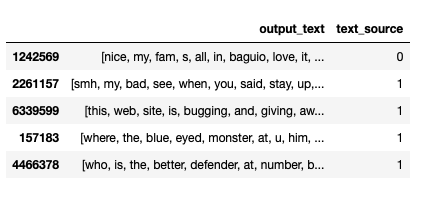 output_text text_source
1242569 [nice, my, fam, s, all, in, baguio, love, it, ... 0
2261157 [smh, my, bad, see, when, you, said, stay, up,... 1
6339599 [this, web, site, is, bugging, and, giving, aw... 1
157183 [where, the, blue, eyed, monster, at, u, him, ... 1
4466378 [who, is, the, better, defender, at, number, b... 1